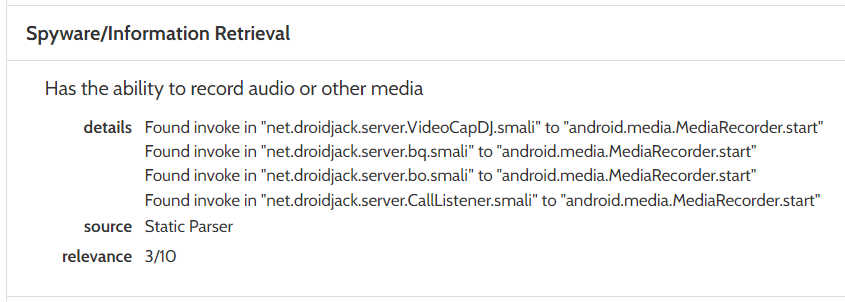 Spyware/Information Retrieval
Has the ability to record audio or other media
details Found invoke in "net.droidjack.server.VideoCapDJ.smali" to "android.media.MediaRecorder.start"
Found invoke in "net.droidjack.server.bq.smali" to "android.media.MediaRecorder.start"
Found invoke in "net.droidjack.server.bo.smali" to "android.media.MediaRecorder.start"
Found invoke in "net.droidjack.server.CallListener.smali" to "android.media.MediaRecorder.start"
source Static Parser
relevance 3/10